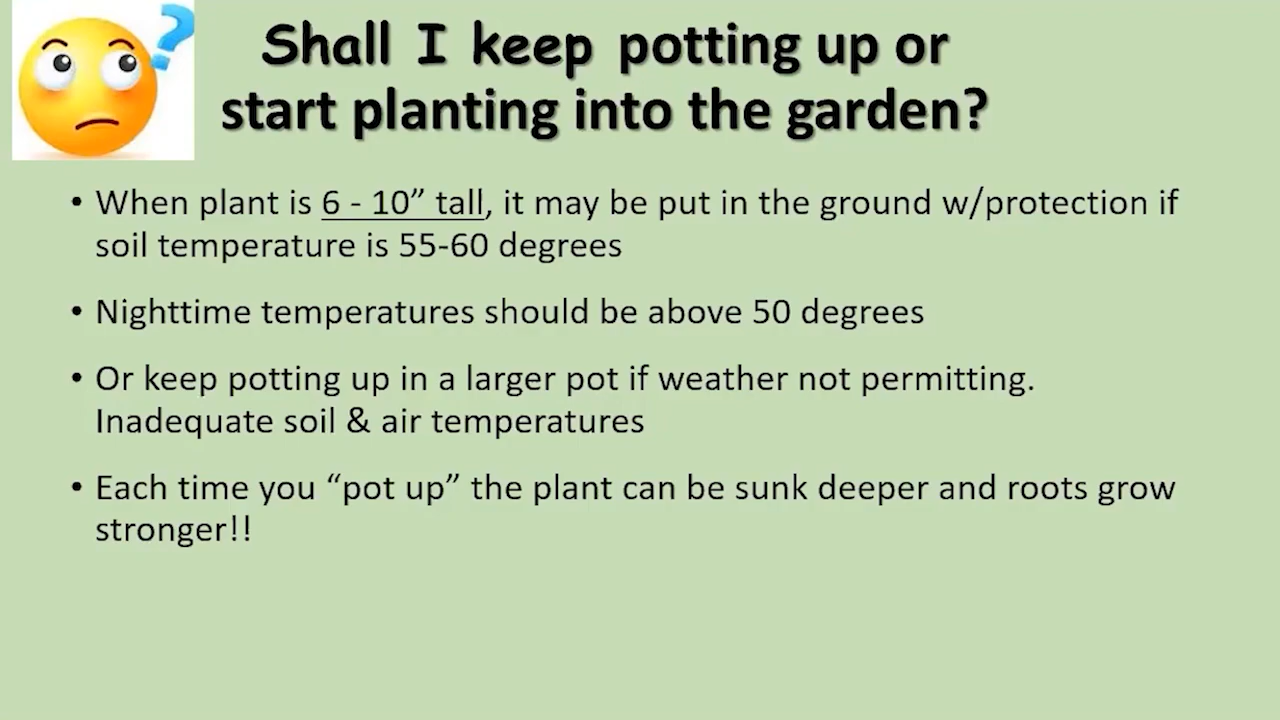 Shall I keep potting up or
start planting into the garden?
• When plant is 6 - 10” tall, it may be put in the ground w/protection if
soil temperature is 55-60 degrees
• Nighttime temperatures should be above 50 degrees
• Or keep potting up in a larger pot if weather not permitting.
Inadequate soil & air temperatures
• Each time you “pot up” the plant can be sunk deeper and roots grow
stronger!!